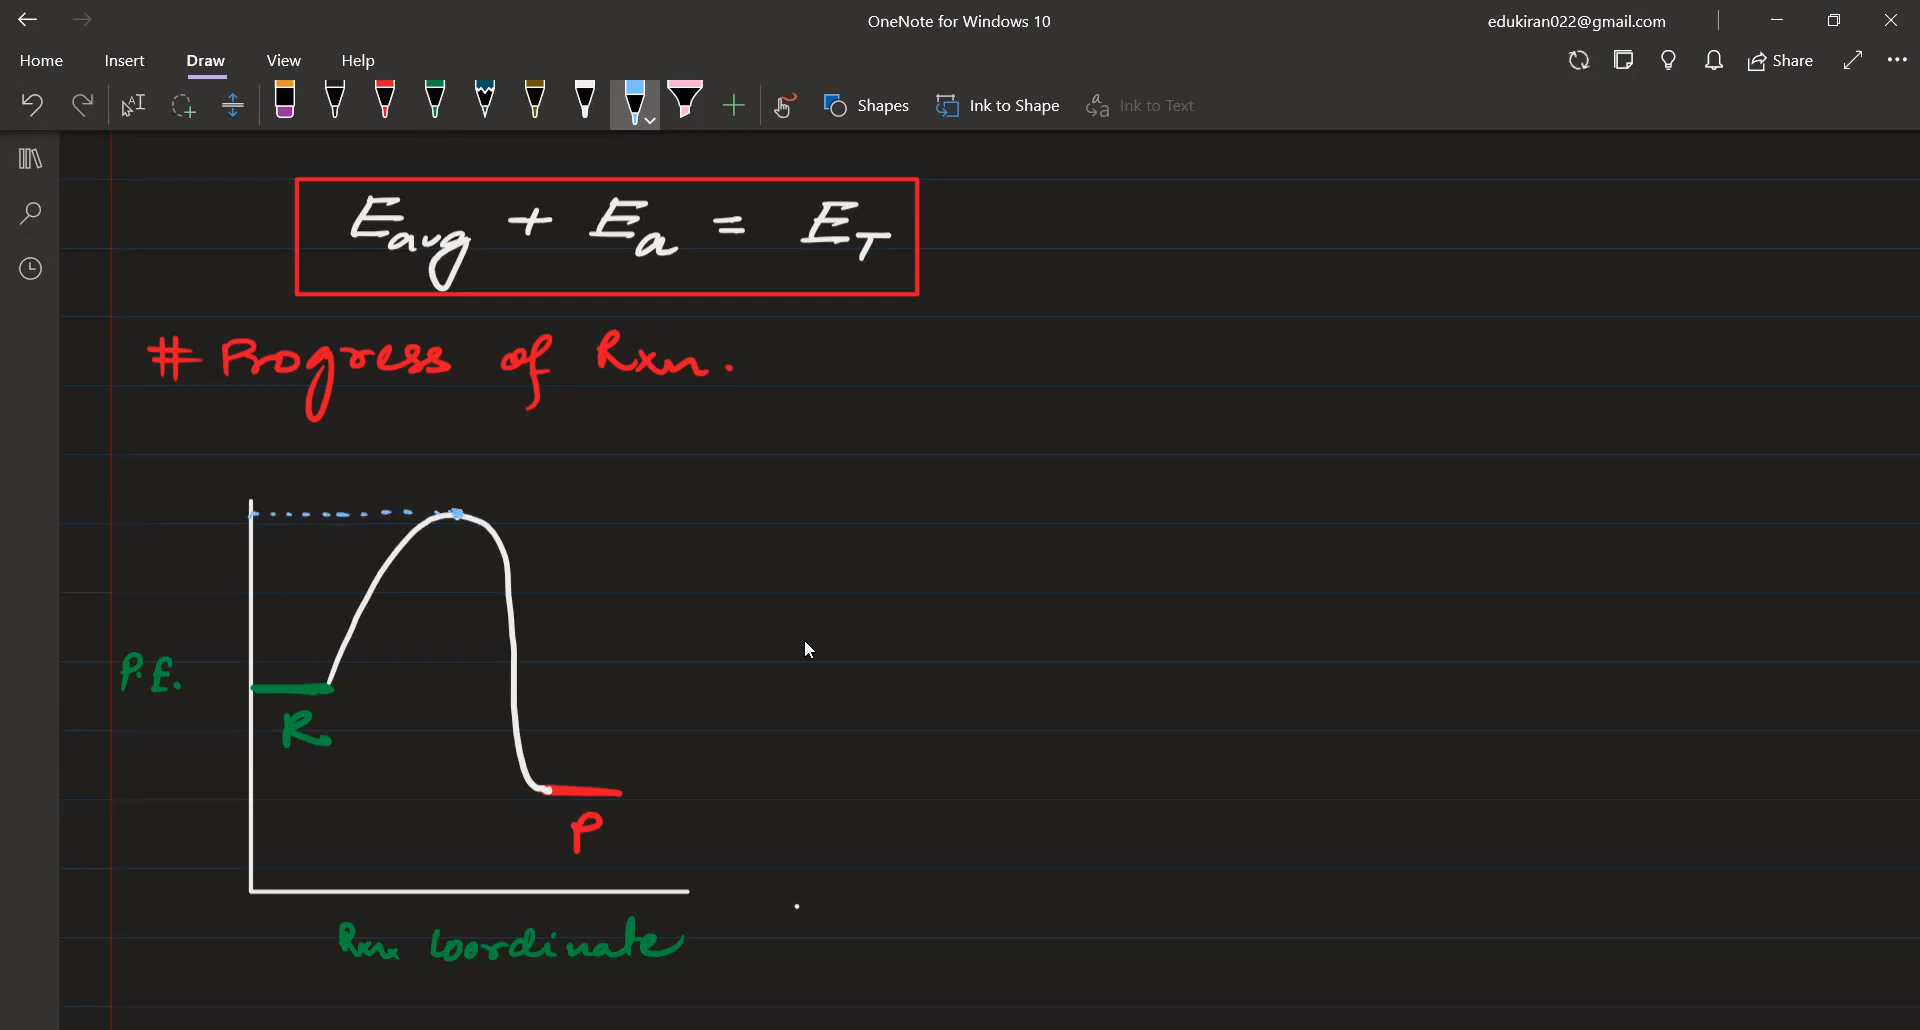 OneNote for Windows 10
edukiran022@gmail.com
Home Insert Draw View Help
Share
Shapes Ink to Shape Ink to Text
Eavg + Ea = ET
# Progress of Rxn.
P.E.
R
P
Rxn Coordinate